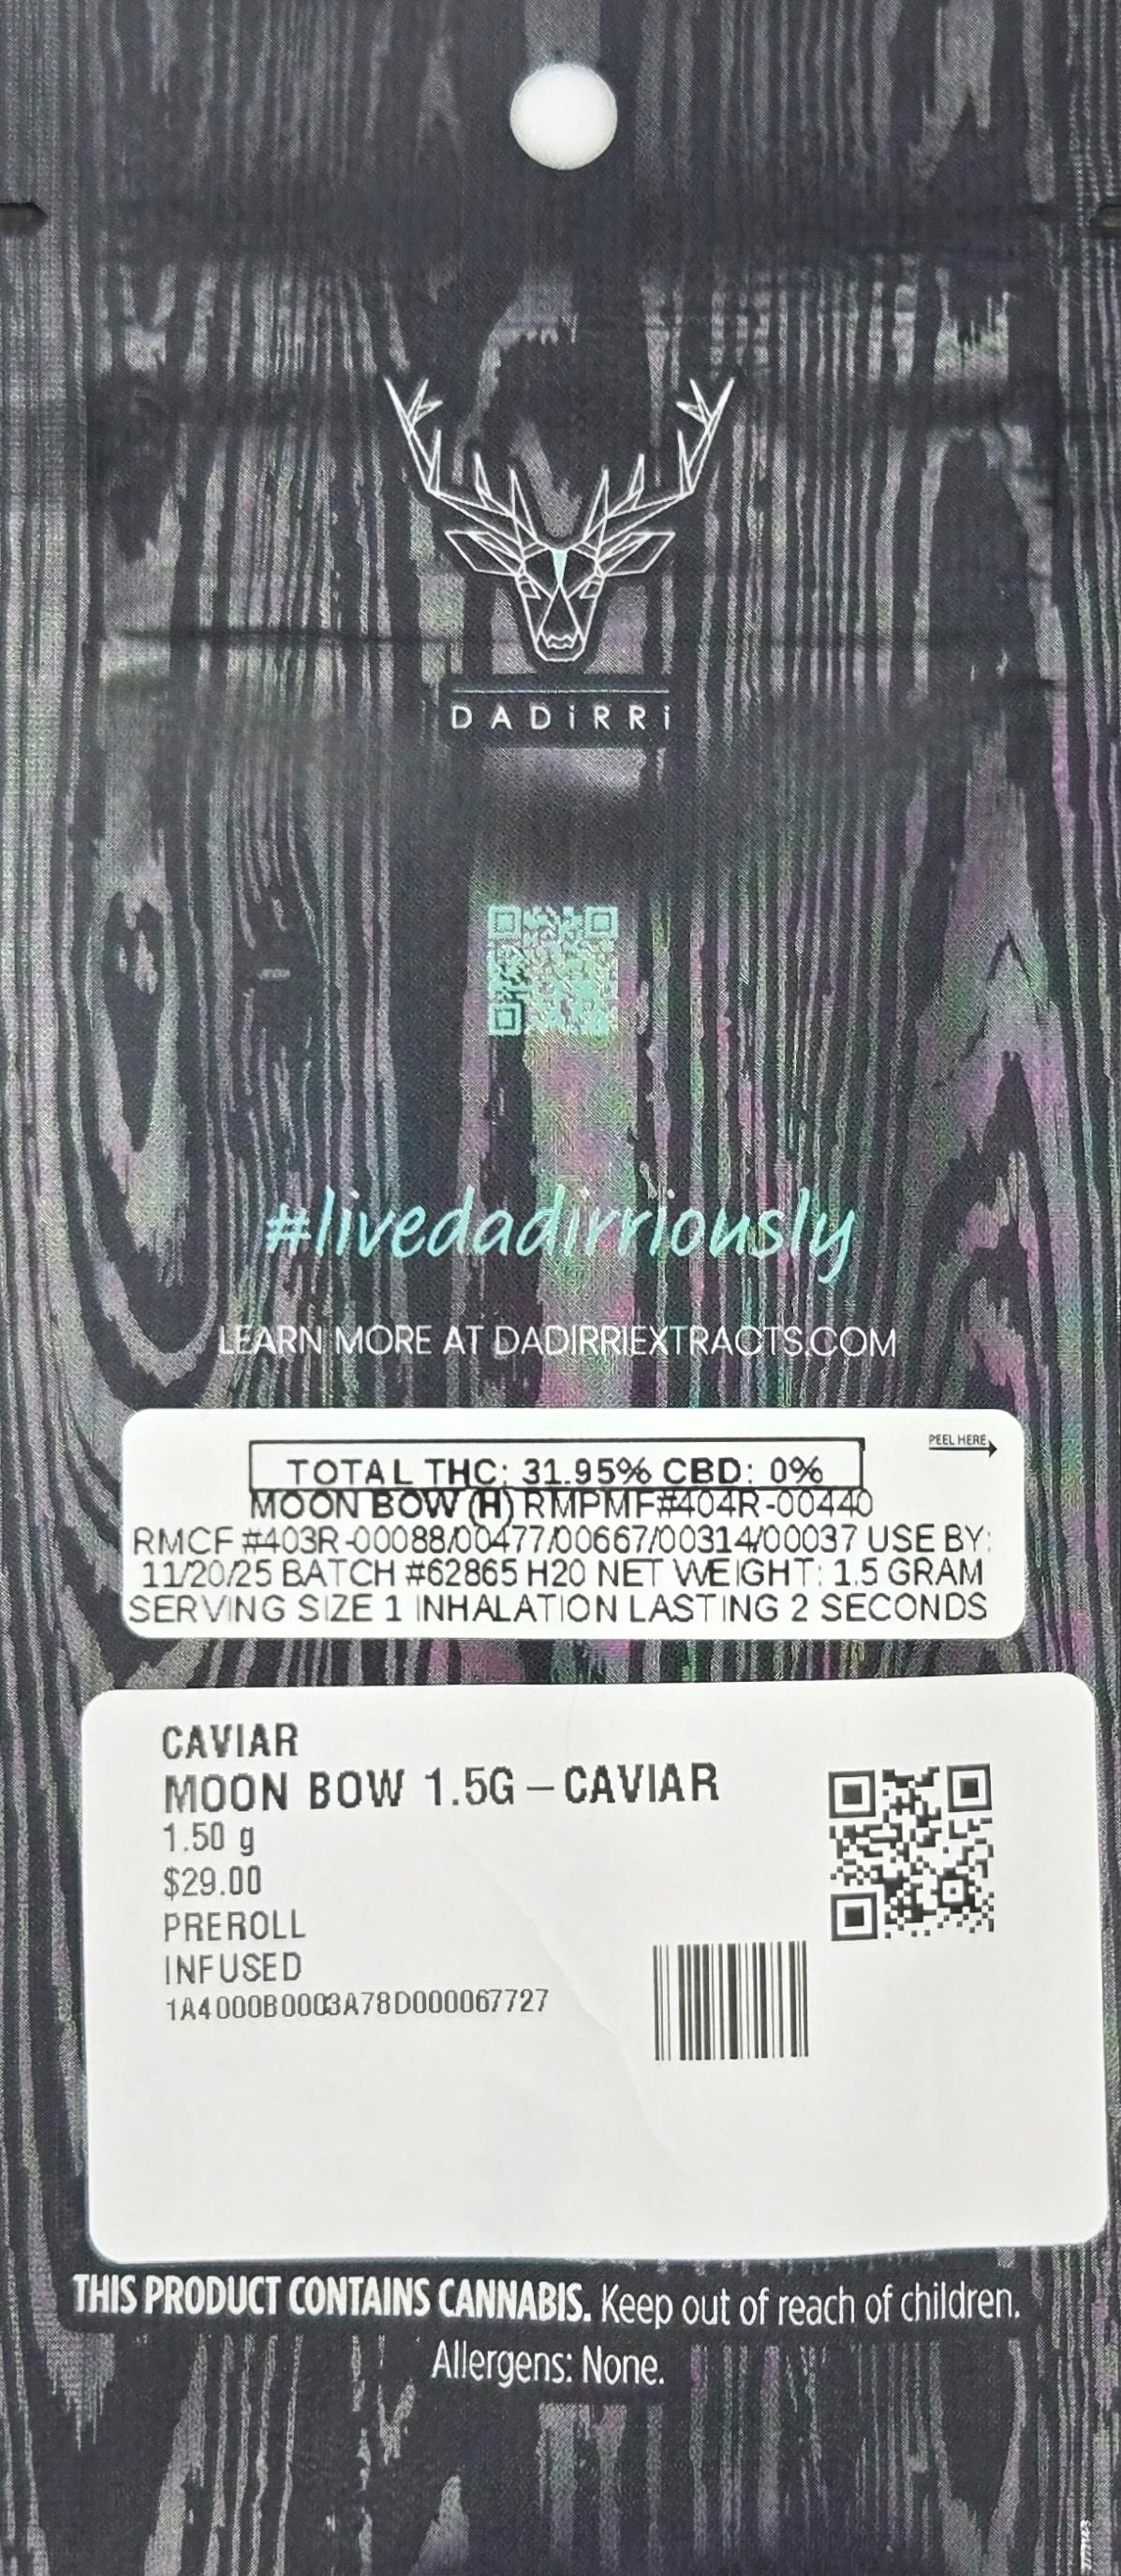 DADiRRi
#livedadirriously
LEARN MORE AT DADIRRIEXTRACTS.COM
PEEL HERE
TOTAL THC: 31.95% CBD: 0%
MOON BOW (H) RMPMF#404R-00440
RMCF #403R-00088/00477/00667/00314/00037 USE BY:
11/20/25 BATCH #62865 H20 NET WEIGHT: 1.5 GRAM
SERVING SIZE 1 INHALATION LASTING 2 SECONDS
CAVIAR
MOON BOW 1.5G – CAVIAR
1.50 g
$29.00
PREROLL
INFUSED
1A4000B0003A78D000067727
THIS PRODUCT CONTAINS CANNABIS. Keep out of reach of children.
Allergens: None.